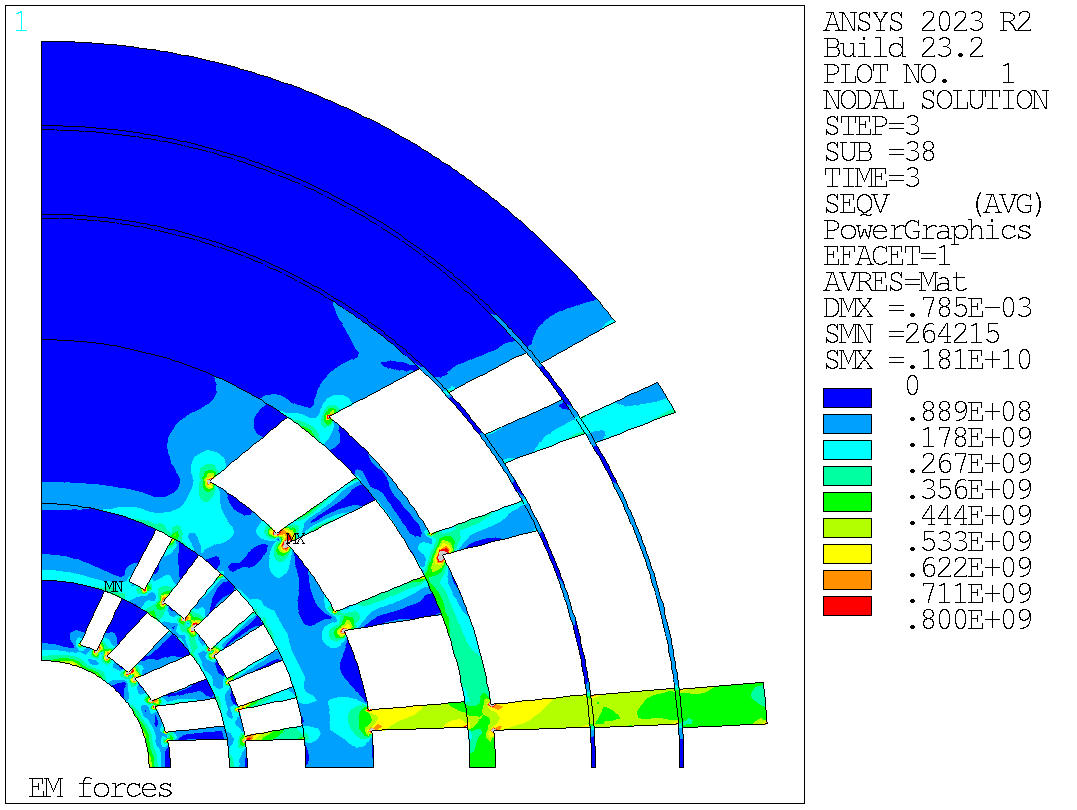 1
ANSYS 2023 R2
Build 23.2
PLOT NO. 1
NODAL SOLUTION
STEP=3
SUB =38
TIME=3
SEQV (AVG)
PowerGraphics
EFACET=1
AVRES=Mat
DMX =.785E-03
SMN =264215
SMX =.181E+10
0
.889E+08
.178E+09
.267E+09
.356E+09
.444E+09
.533E+09
.622E+09
.711E+09
.800E+09
MX
MN
EM forces